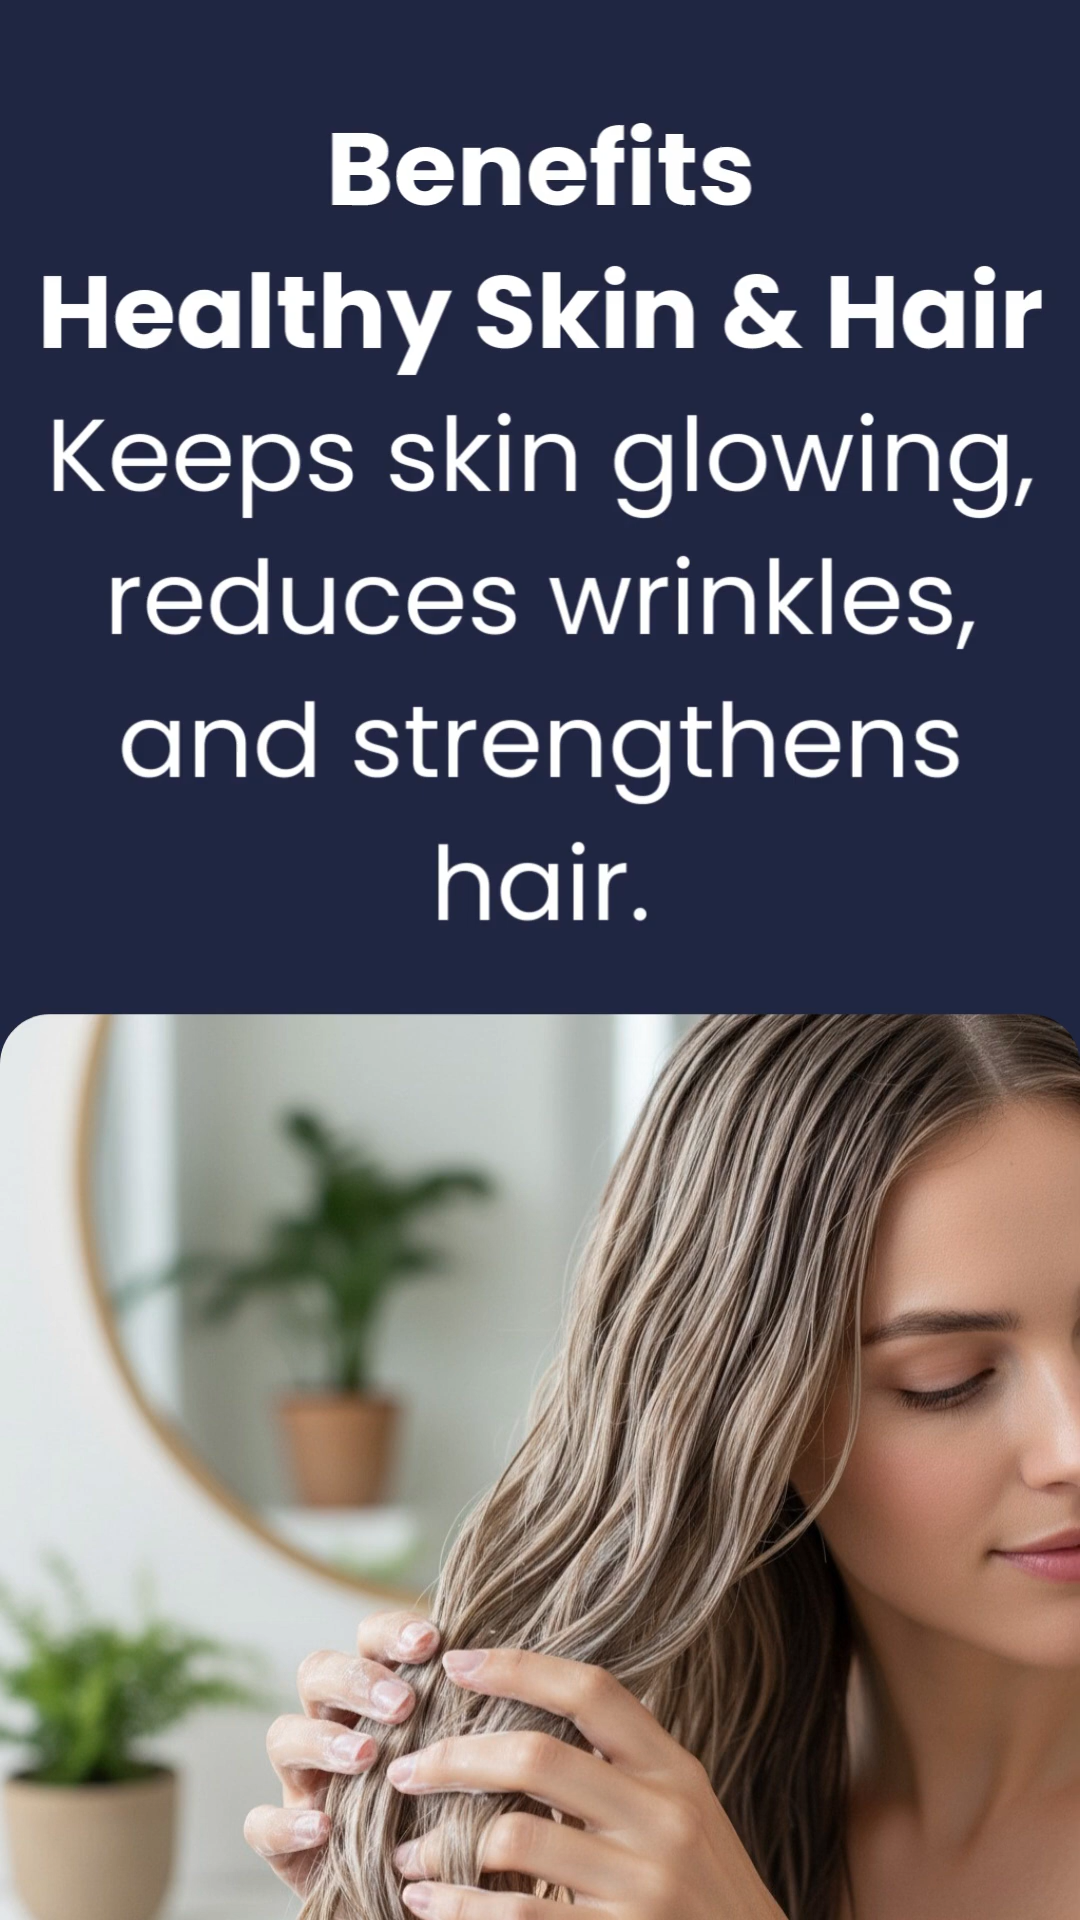 Benefits
Healthy Skin & Hair
Keeps skin glowing,
reduces wrinkles,
and strengthens
hair.